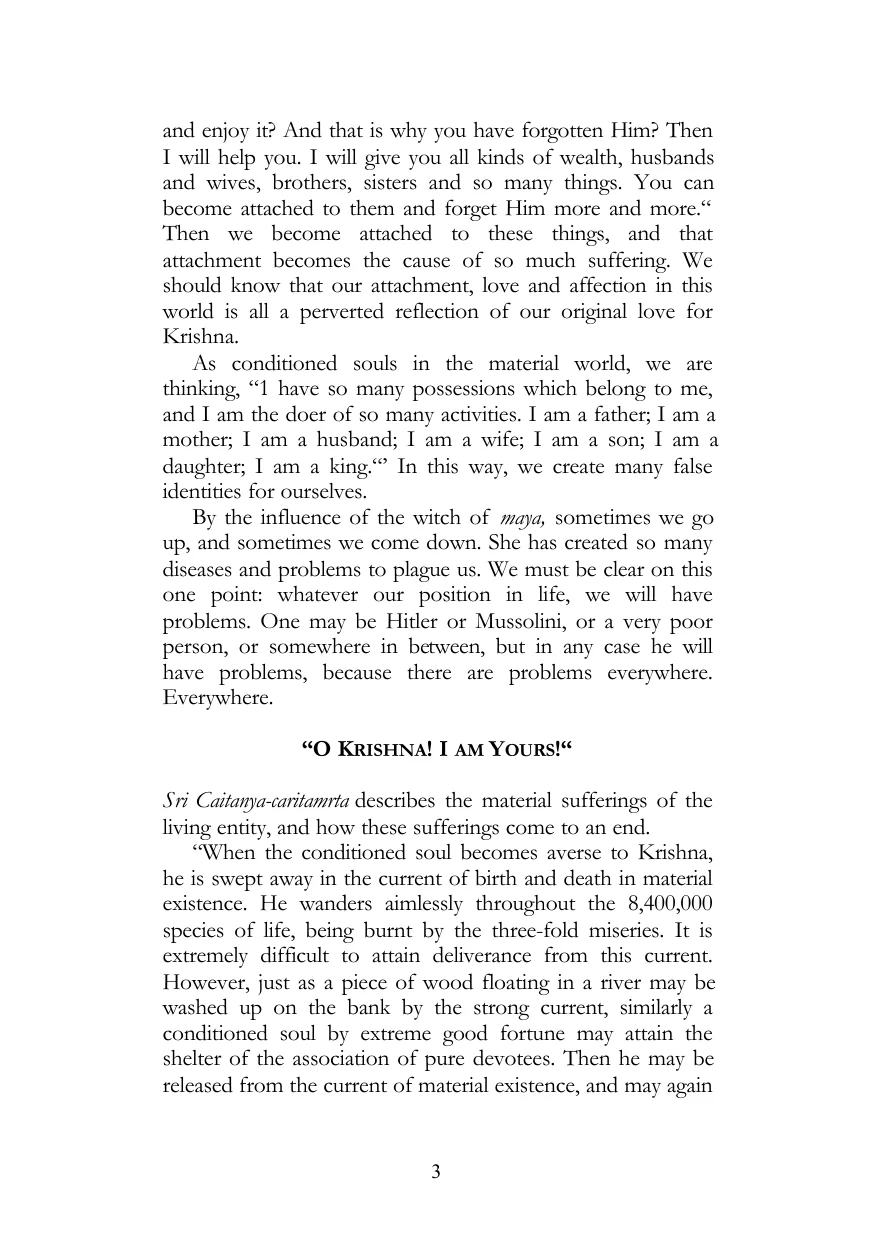 and enjoy it? And that is why you have forgotten Him? Then
I will help you. I will give you all kinds of wealth, husbands
and wives, brothers, sisters and so many things. You can
become attached to them and forget Him more and more.“
Then we become attached to these things, and that
attachment becomes the cause of so much suffering. We
should know that our attachment, love and affection in this
world is all a perverted reflection of our original love for
Krishna.
As conditioned souls in the material world, we are
thinking, “1 have so many possessions which belong to me,
and I am the doer of so many activities. I am a father; I am a
mother; I am a husband; I am a wife; I am a son; I am a
daughter; I am a king.“’ In this way, we create many false
identities for ourselves.
By the influence of the witch of maya, sometimes we go
up, and sometimes we come down. She has created so many
diseases and problems to plague us. We must be clear on this
one point: whatever our position in life, we will have
problems. One may be Hitler or Mussolini, or a very poor
person, or somewhere in between, but in any case he will
have problems, because there are problems everywhere.
Everywhere.
“O KRISHNA! I AM YOURS!“
Sri Caitanya-caritamrta describes the material sufferings of the
living entity, and how these sufferings come to an end.
“When the conditioned soul becomes averse to Krishna,
he is swept away in the current of birth and death in material
existence. He wanders aimlessly throughout the 8,400,000
species of life, being burnt by the three-fold miseries. It is
extremely difficult to attain deliverance from this current.
However, just as a piece of wood floating in a river may be
washed up on the bank by the strong current, similarly a
conditioned soul by extreme good fortune may attain the
shelter of the association of pure devotees. Then he may be
released from the current of material existence, and may again
3